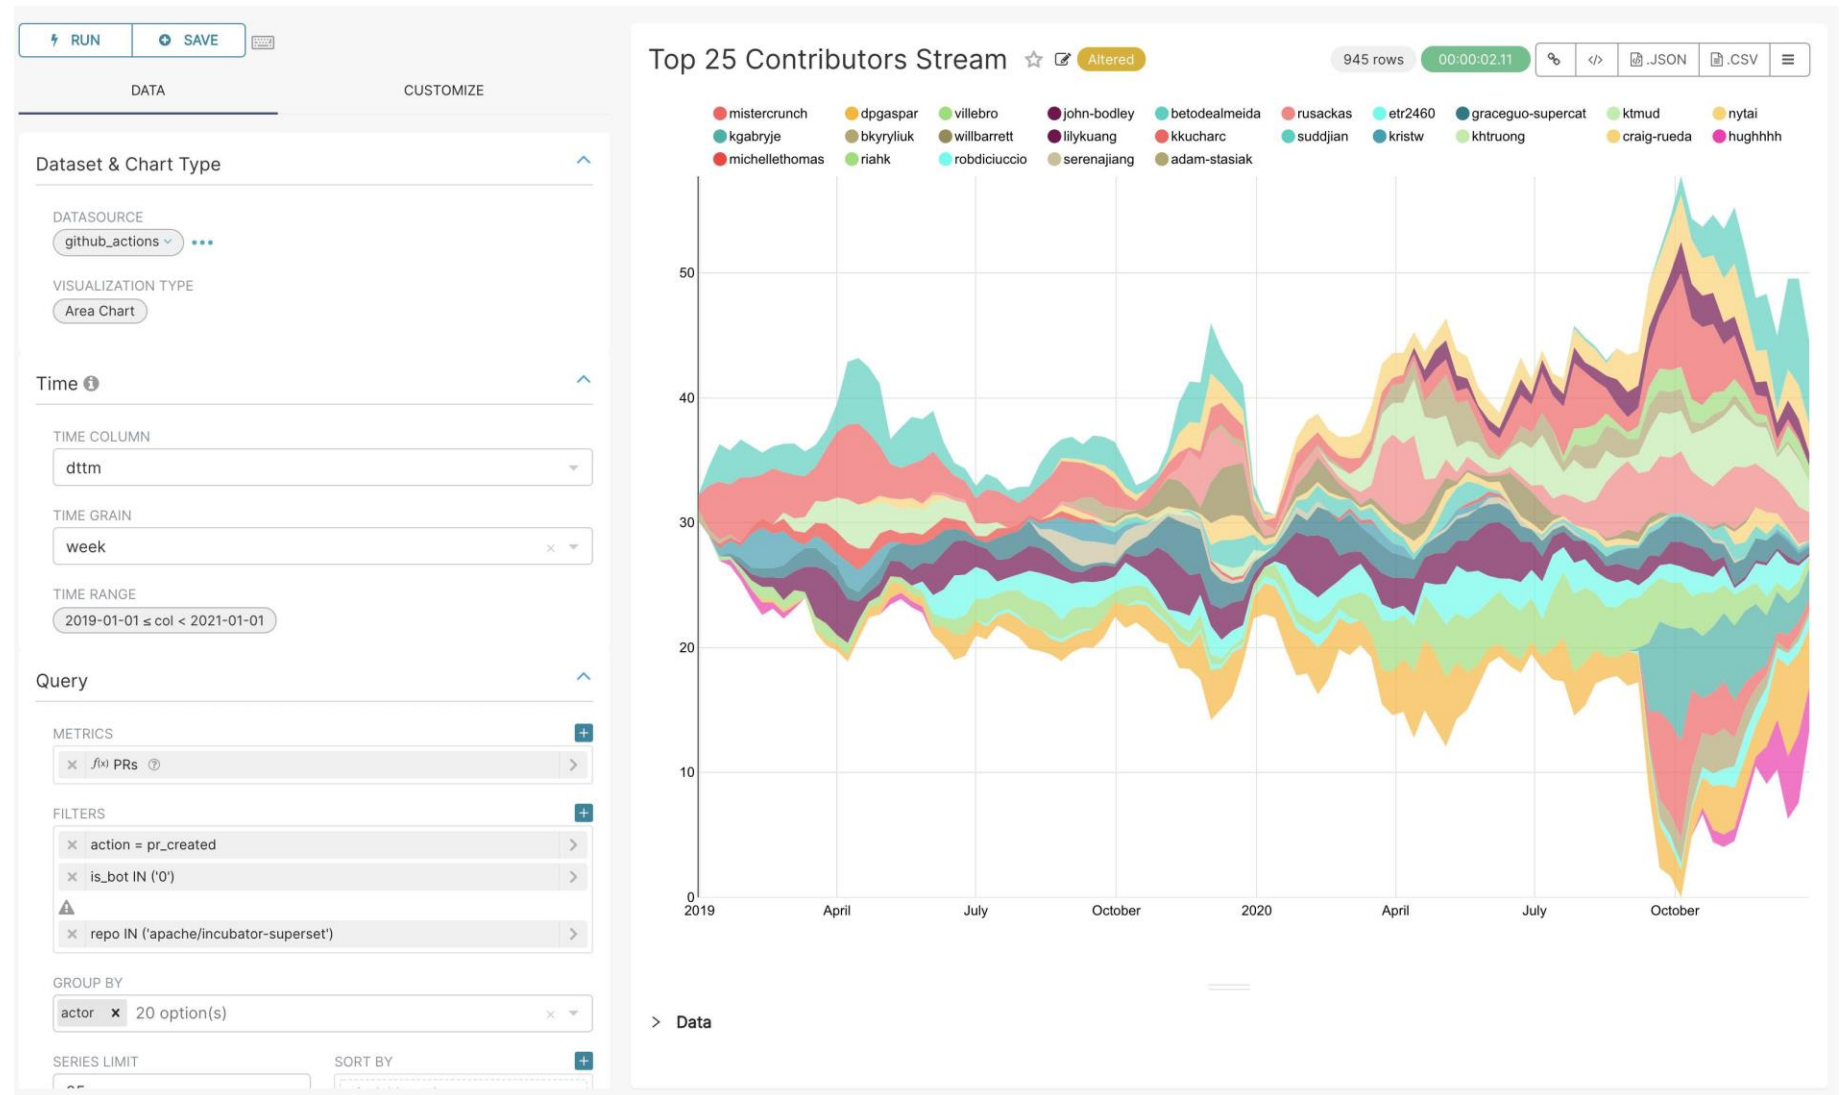 RUN
SAVE
DATA
CUSTOMIZE
Dataset & Chart Type
DATASOURCE
github_actions
VISUALIZATION TYPE
Area Chart
Time
TIME COLUMN
dttm
TIME GRAIN
week
TIME RANGE
2019-01-01 ≤ col < 2021-01-01
Query
METRICS
f(x) PRs
FILTERS
action = pr_created
is_bot IN ('0')
repo IN ('apache/incubator-superset')
GROUP BY
actor 20 option(s)
SERIES LIMIT
SORT BY
Top 25 Contributors Stream
Altered
945 rows
00:00:02.11
</>
.JSON
.CSV
mistercrunch dpgaspar villebro john-bodley betodealmeida rusackas etr2460 graceguo-supercat ktmud nytai
kgabryje bkyryliuk willbarrett lilykuang kkucharc suddjian kristw khtruong craig-rueda hughhhh
michellethomas riahk robdiciuccio serenajiang adam-stasiak
50
40
30
20
10
0
2019 April July October 2020 April July October
Data